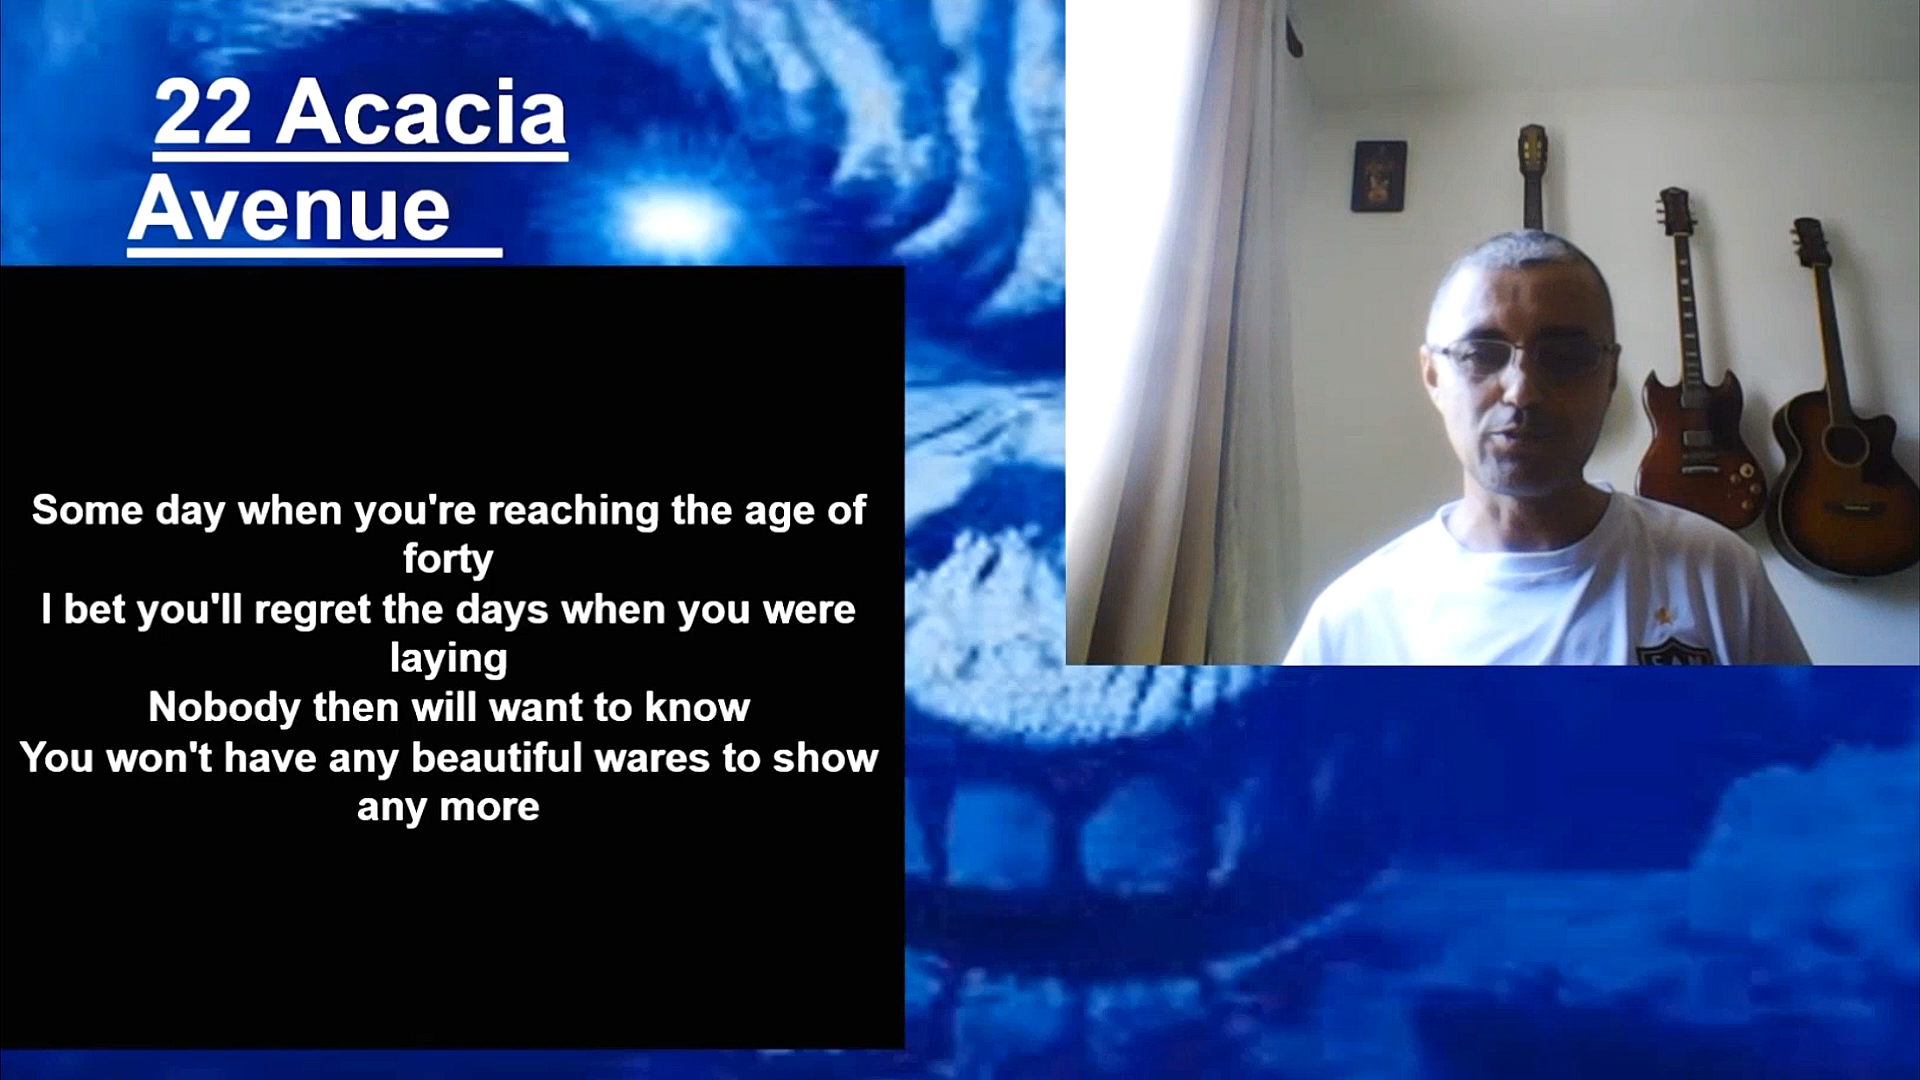 22 Acacia
Avenue
Some day when you're reaching the age of
forty
I bet you'll regret the days when you were
laying
Nobody then will want to know
You won't have any beautiful wares to show
any more